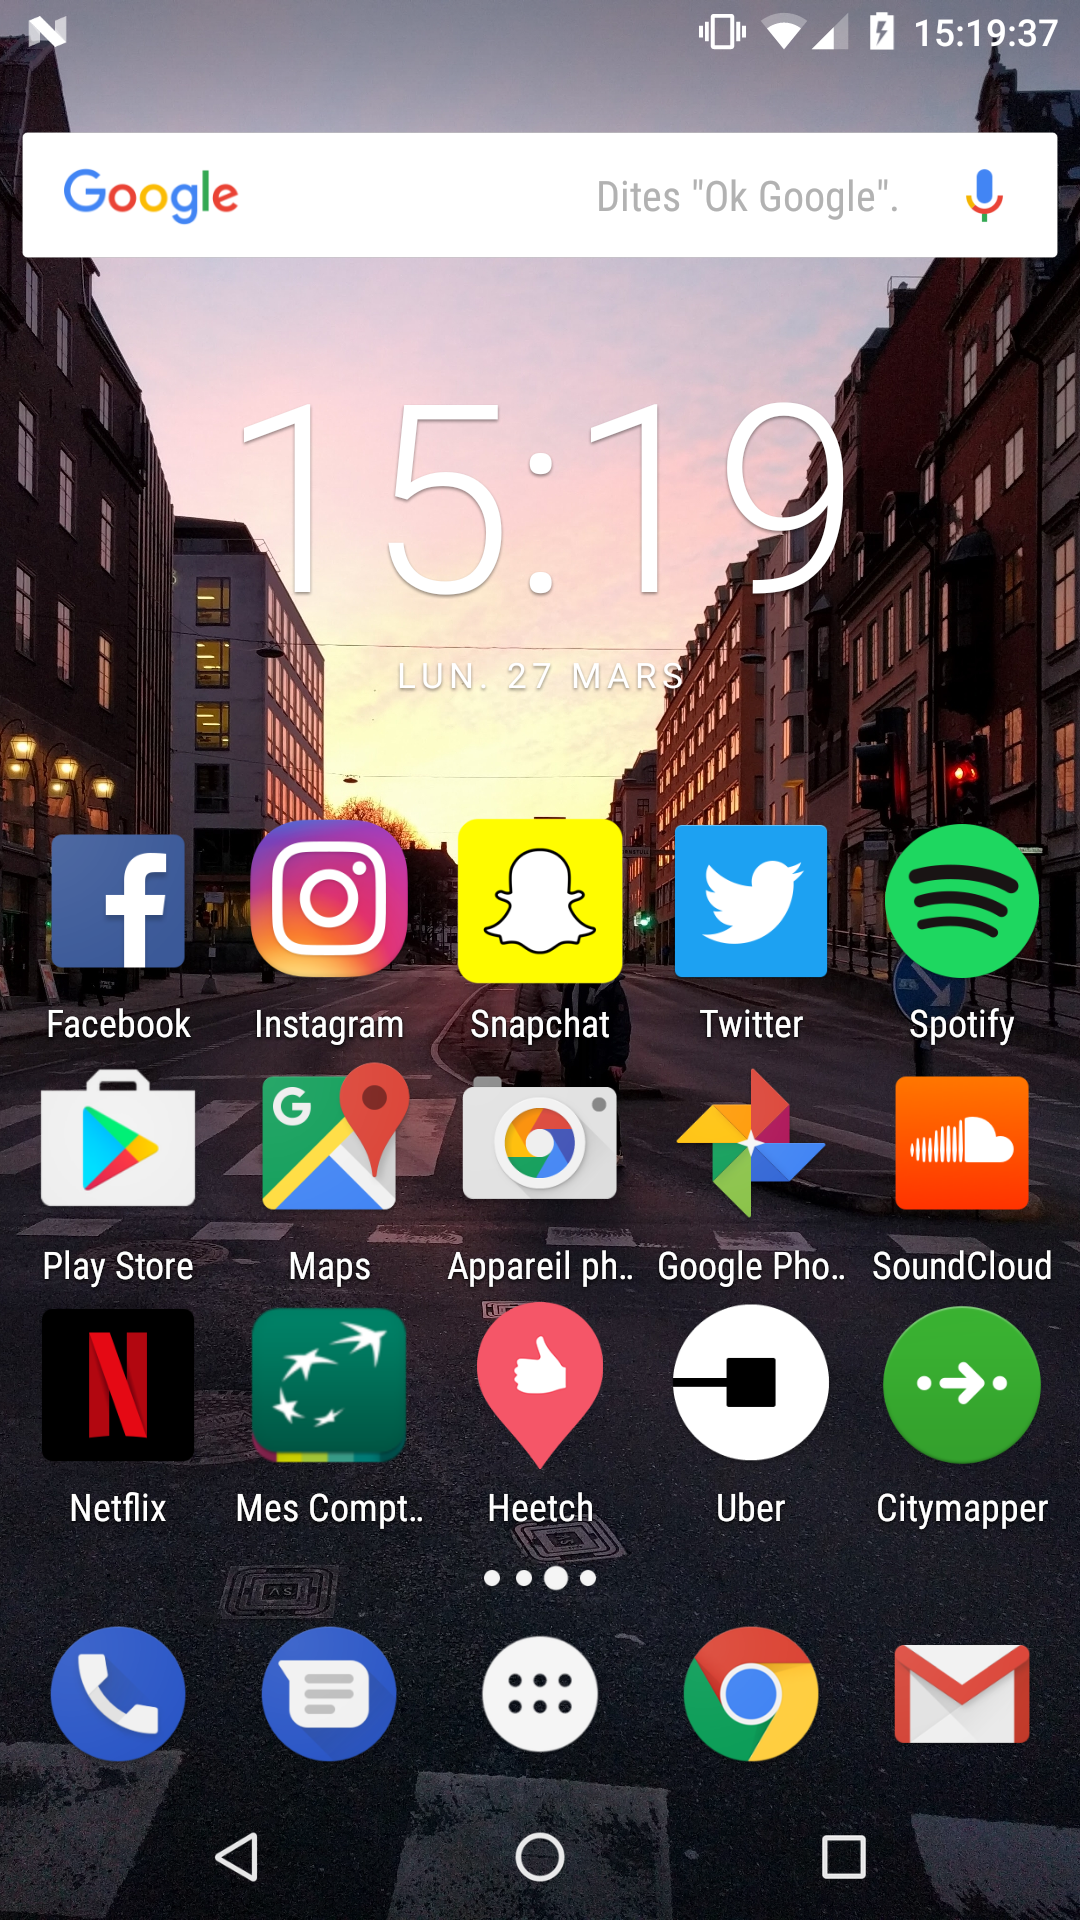 15:19:37
Google
Dites "Ok Google".
15:19
LUN. 27 MARS
Facebook
Instagram
Snapchat
Twitter
Spotify
Play Store
Maps
Appareil ph…
Google Pho…
SoundCloud
Netflix
Mes Compt…
Heetch
Uber
Citymapper